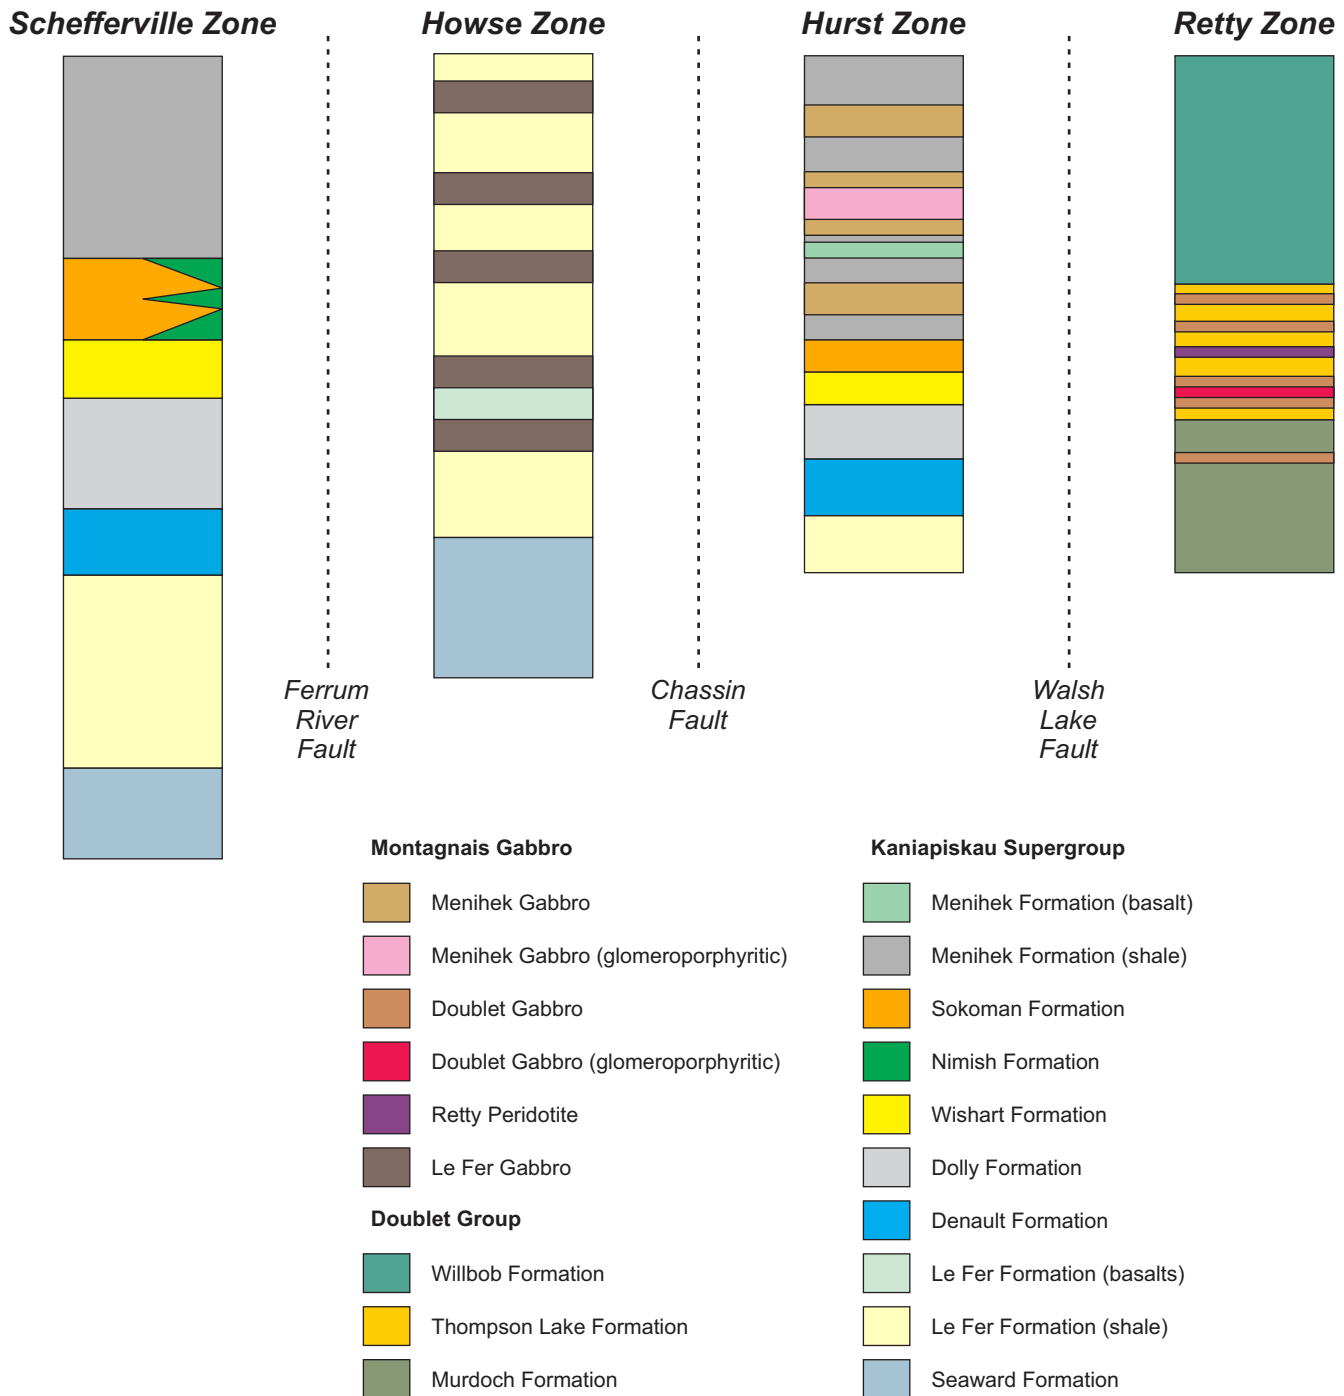 Schefferville Zone
Howse Zone
Hurst Zone
Retty Zone
Ferrum
River
Fault
Chassin
Fault
Walsh
Lake
Fault
Montagnais Gabbro
Menihek Gabbro
Menihek Gabbro (glomeroporphyritic)
Doublet Gabbro
Doublet Gabbro (glomeroporphyritic)
Retty Peridotite
Le Fer Gabbro
Doublet Group
Willbob Formation
Thompson Lake Formation
Murdoch Formation
Kaniapiskau Supergroup
Menihek Formation (basalt)
Menihek Formation (shale)
Sokoman Formation
Nimish Formation
Wishart Formation
Dolly Formation
Denault Formation
Le Fer Formation (basalts)
Le Fer Formation (shale)
Seaward Formation